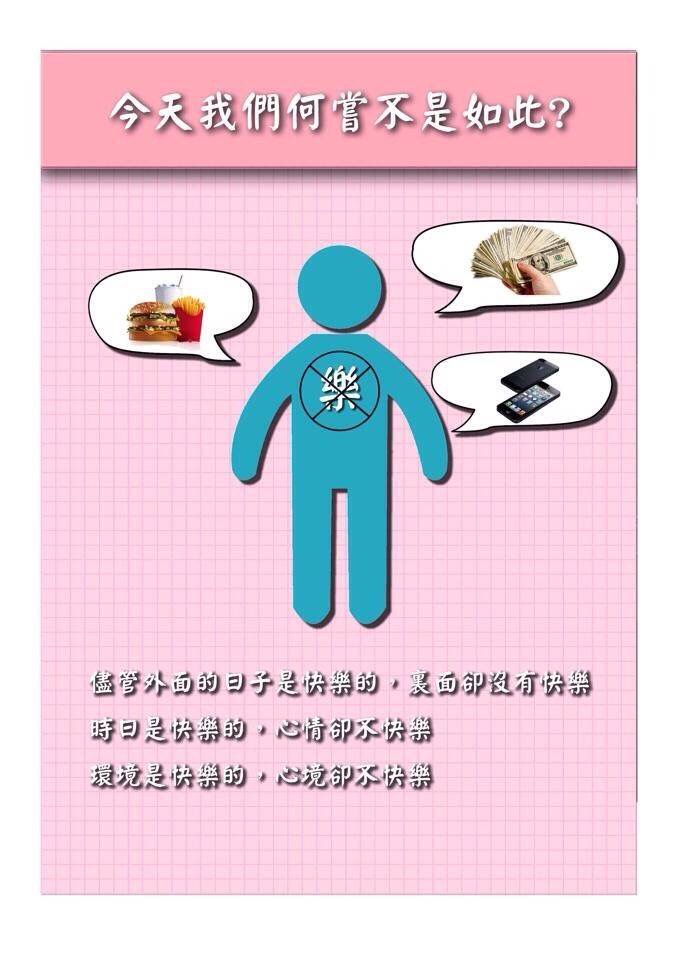 今天我們何嘗不是如此?
樂
儘管外面的日子是快樂的，裏面卻沒有快樂
時日是快樂的，心情卻不快樂
環境是快樂的，心境卻不快樂